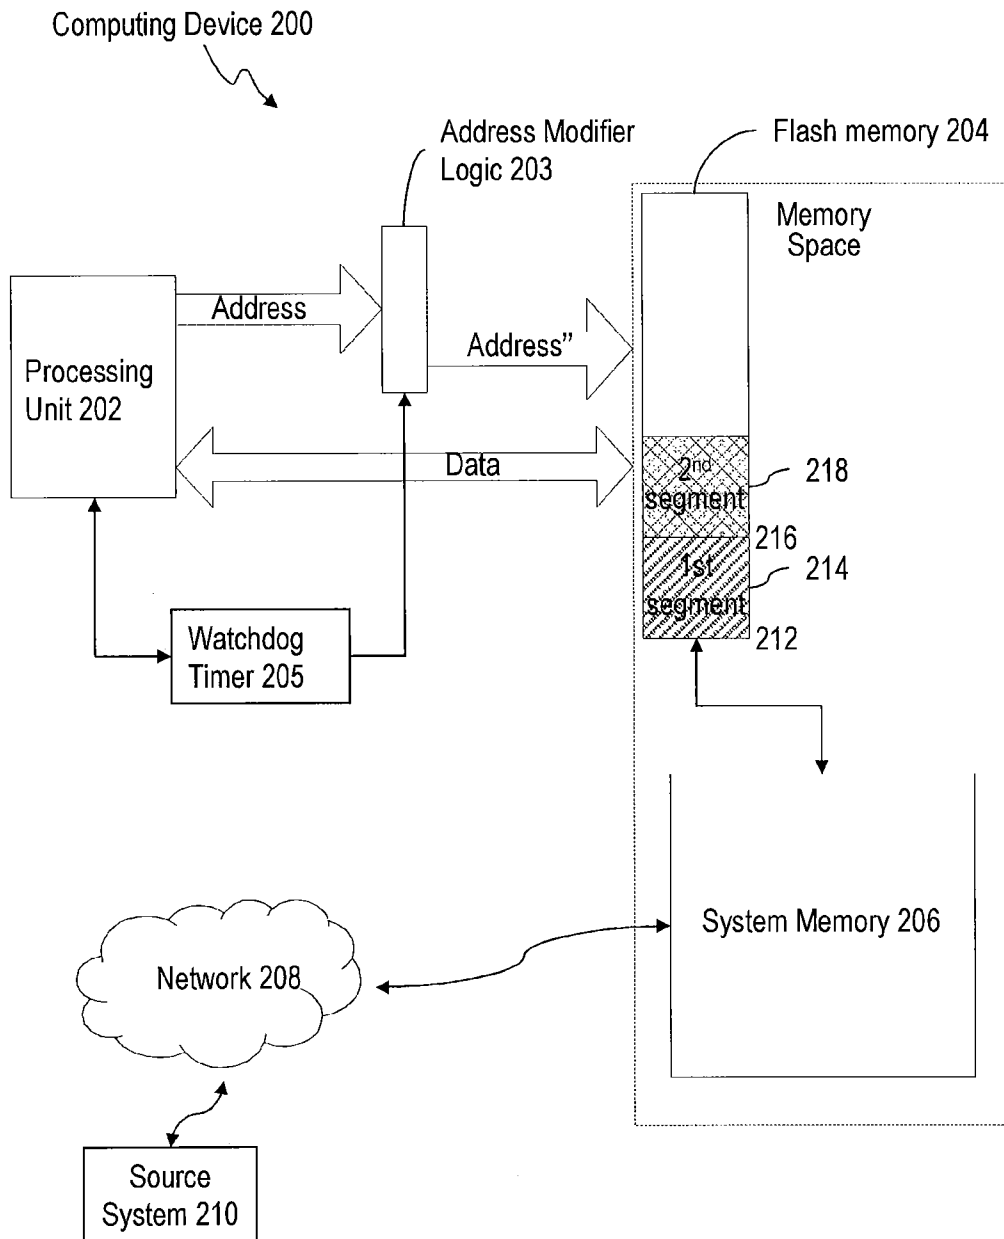 Computing Device 200
Address Modifier
Logic 203
Flash memory 204
Memory
Space
Address
Address”
Processing
Unit 202
Data
2nd
segment
218
216
1st
segment
214
212
Watchdog
Timer 205
System Memory 206
Network 208
Source
System 210